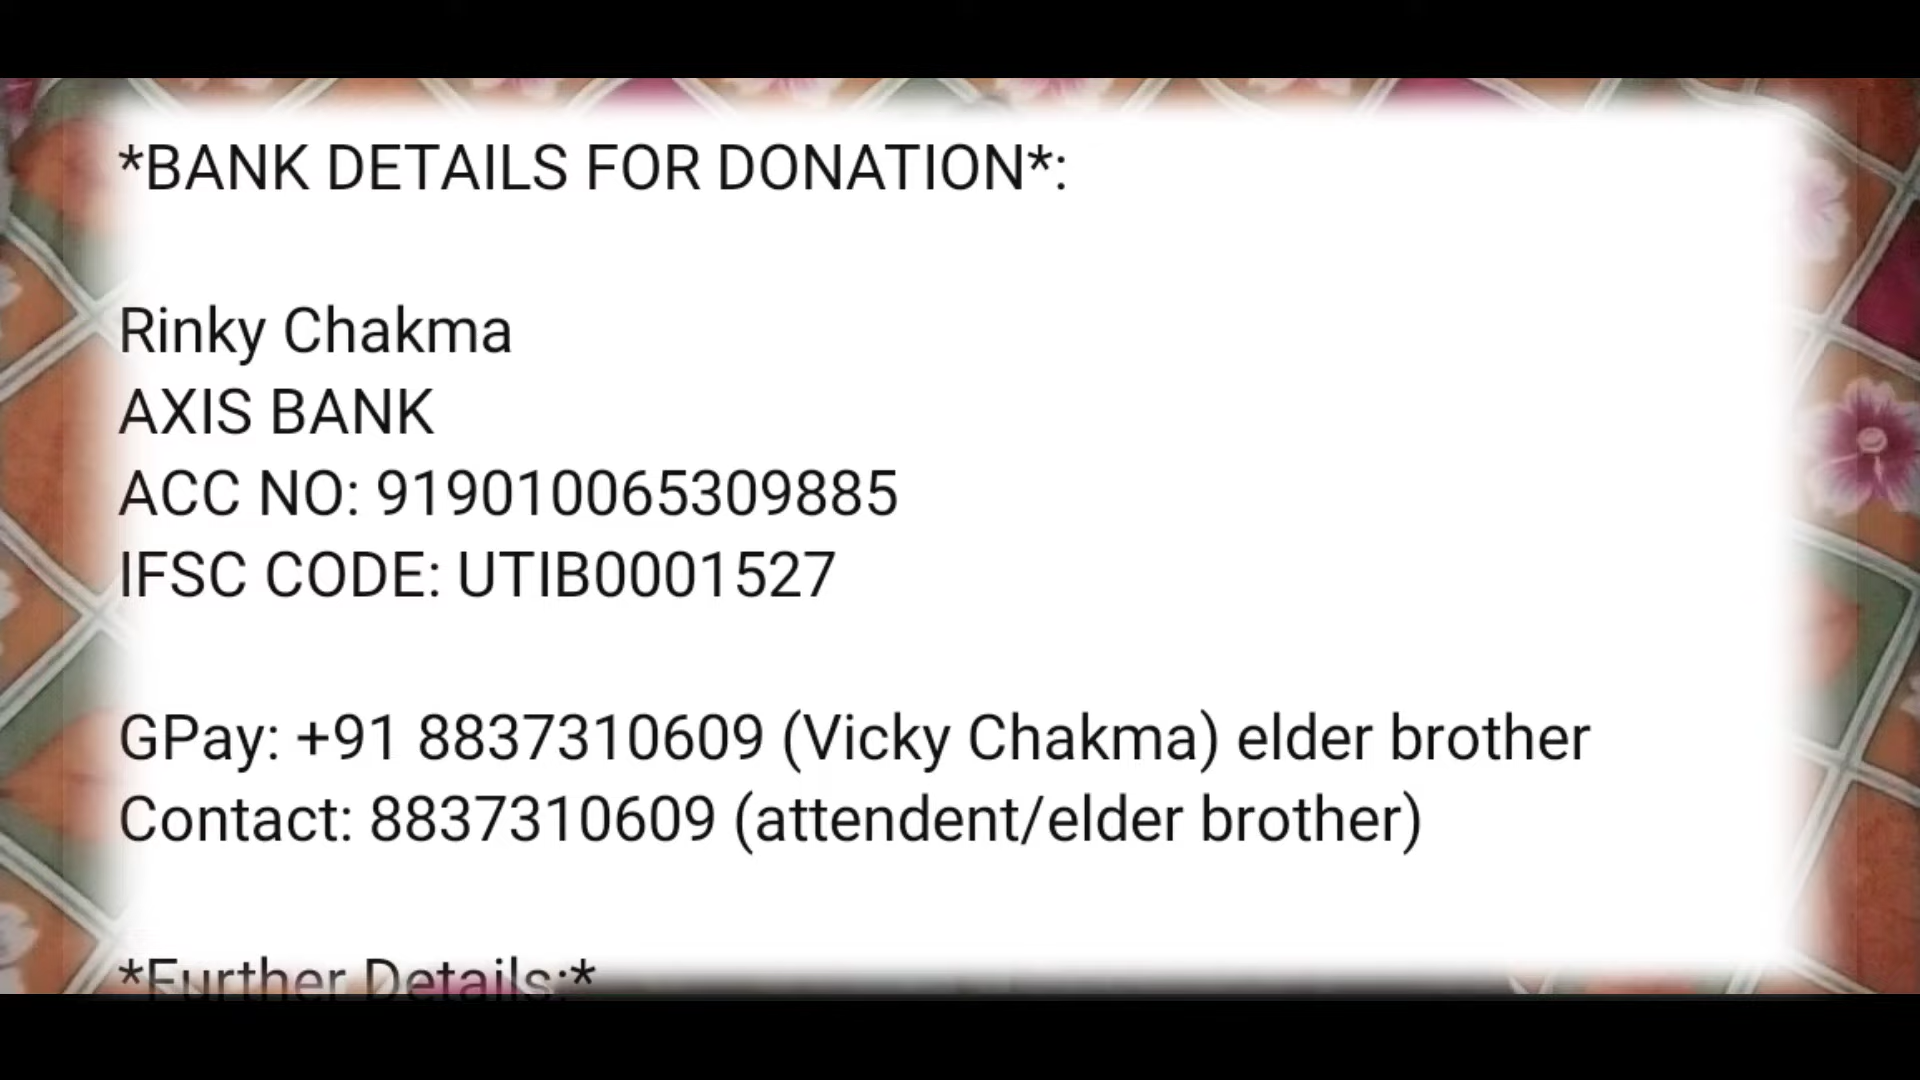 *BANK DETAILS FOR DONATION*:
Rinky Chakma
AXIS BANK
ACC NO: 919010065309885
IFSC CODE: UTIB0001527
GPay: +91 8837310609 (Vicky Chakma) elder brother
Contact: 8837310609 (attendent/elder brother)
*Further Details:*